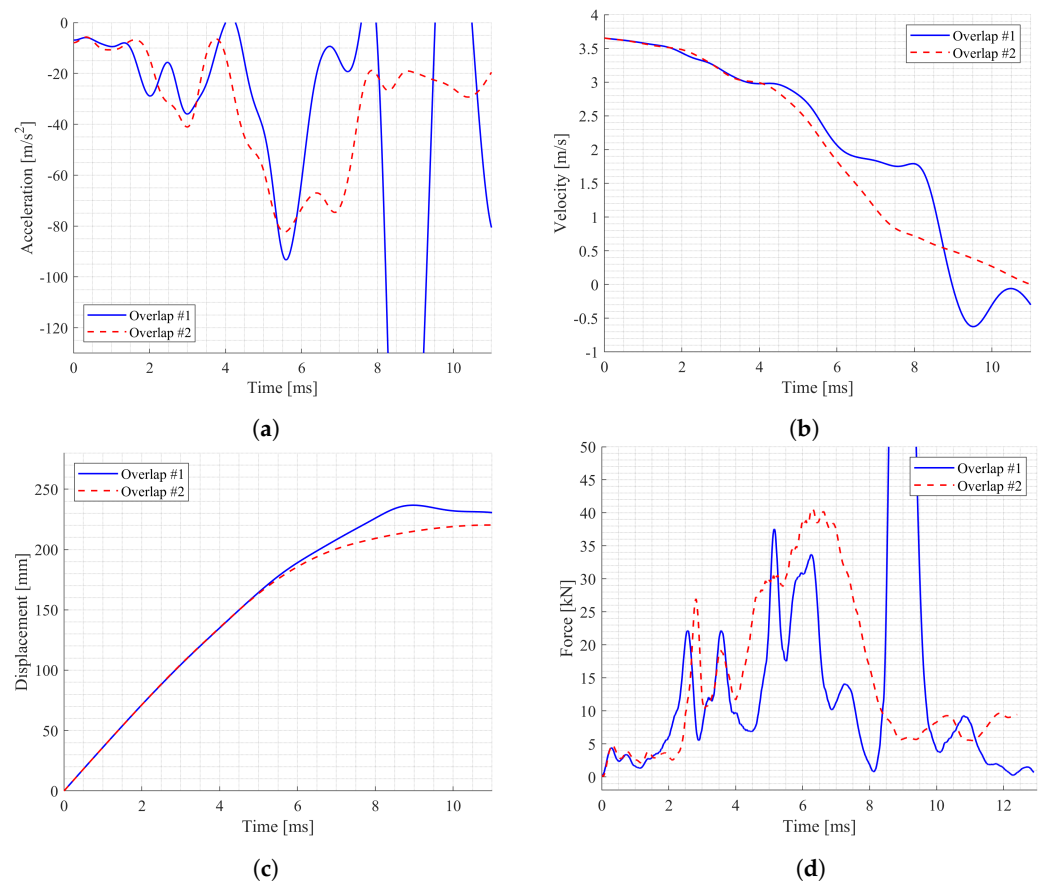 0
-20
-40
-60
-80
-100
-120
Acceleration [m/s²]
Overlap #1
Overlap #2
0 2 4 6 8 10
Time [ms]
(a)
4
3.5
3
2.5
2
1.5
1
0.5
0
-0.5
-1
Velocity [m/s]
Overlap #1
Overlap #2
0 2 4 6 8 10
Time [ms]
(b)
250
200
150
100
50
0
Displacement [mm]
Overlap #1
Overlap #2
0 2 4 6 8 10
Time [ms]
(c)
50
45
40
35
30
25
20
15
10
5
0
Force [kN]
Overlap #1
Overlap #2
0 2 4 6 8 10 12
Time [ms]
(d)